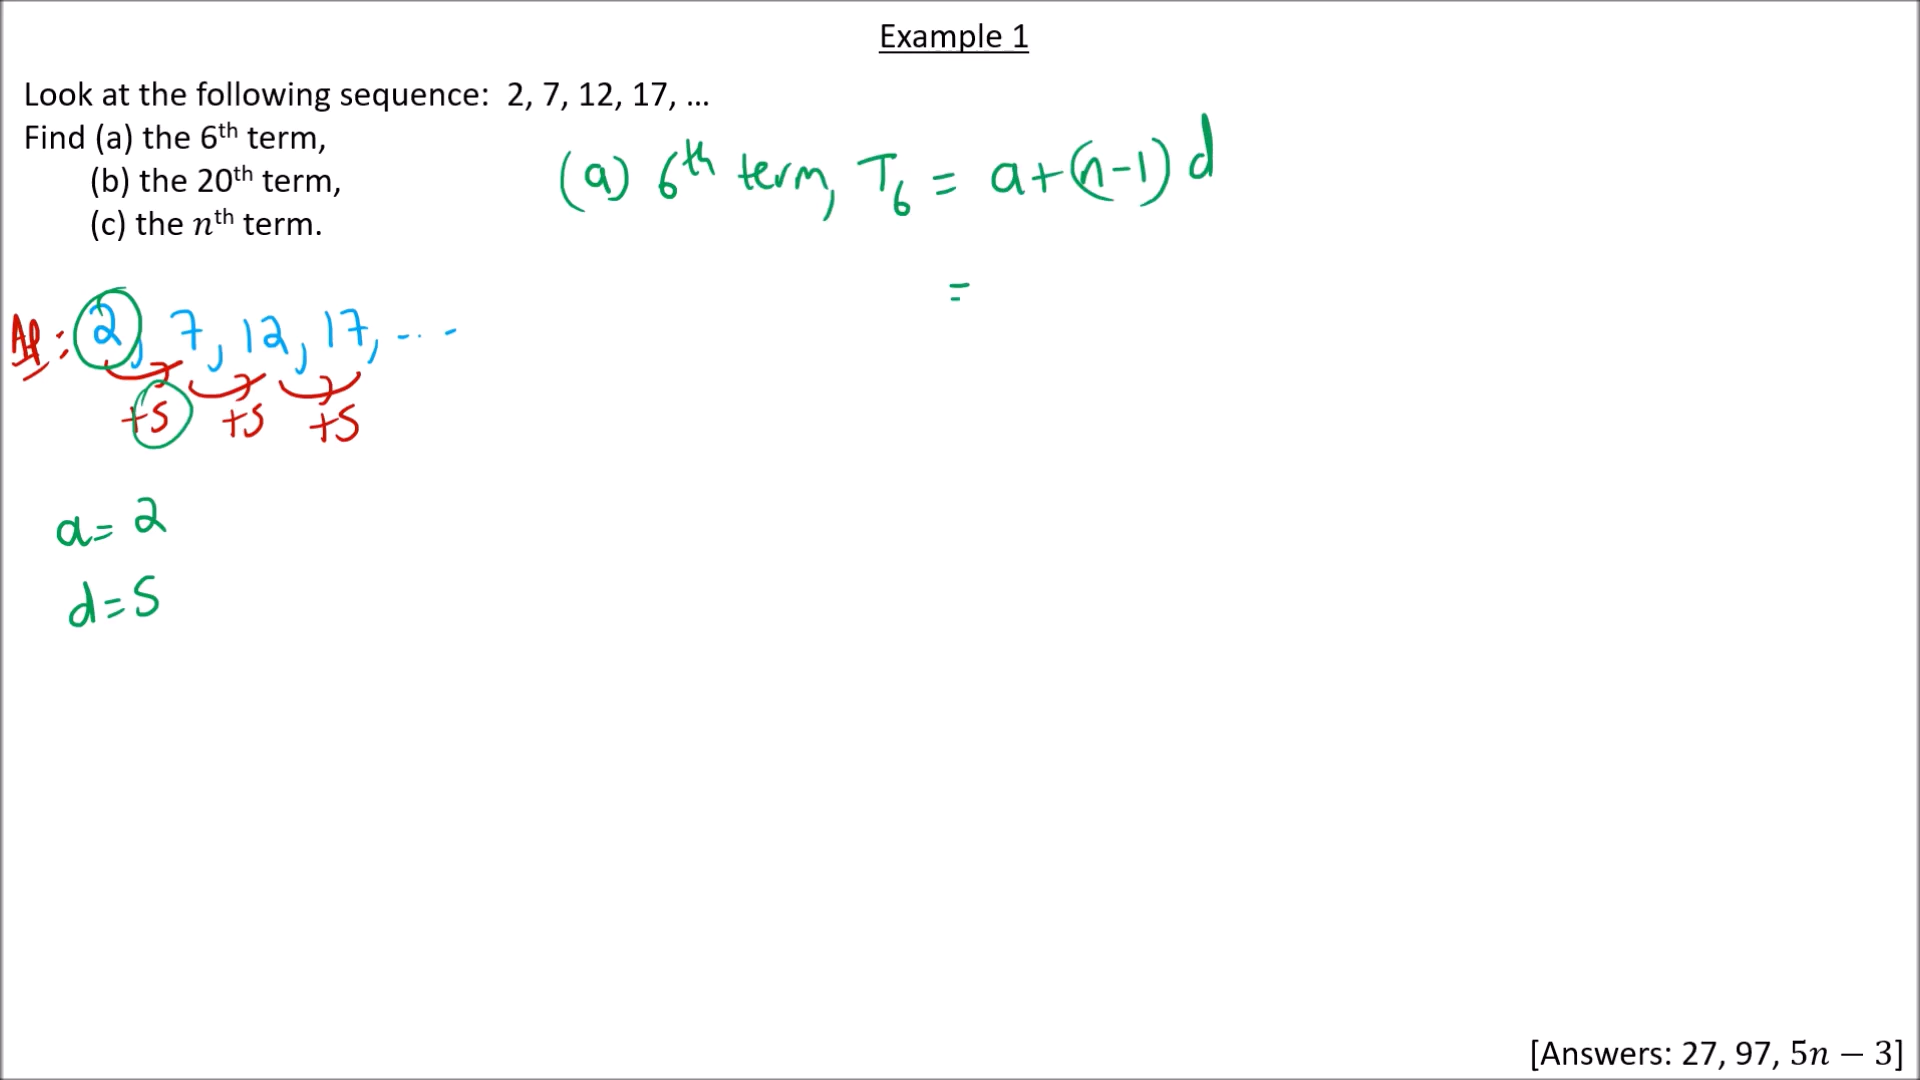 Example 1
Look at the following sequence: 2, 7, 12, 17, ...
Find (a) the 6th term,
(b) the 20th term,
(c) the nth term.
(a) 6th term, T6 = a+(n-1)d
=
AP: 2, 7, 12, 17, ...
+5 +5 +5
a= 2
d=5
[Answers: 27, 97, 5n − 3]